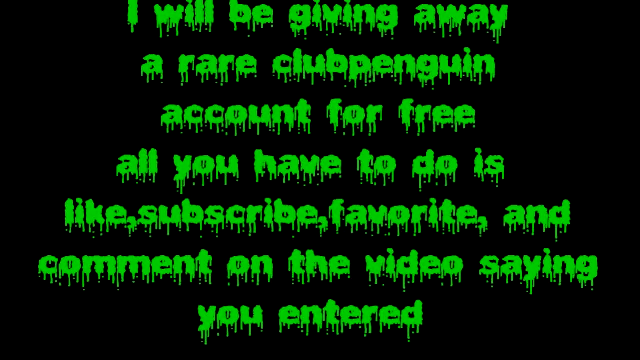 I will be giving away
a rare clubpenguin
account for free
all you have to do is
like,subscribe,favorite, and
comment on the video saying
you entered